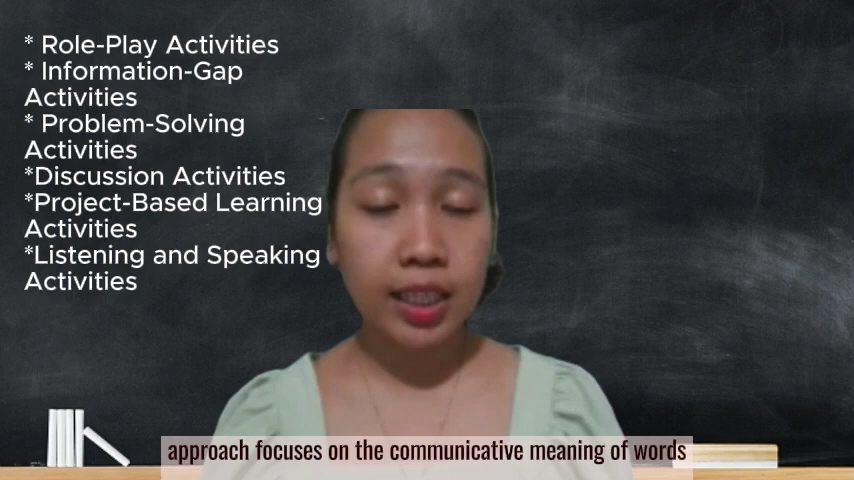 * Role-Play Activities
* Information-Gap
Activities
* Problem-Solving
Activities
*Discussion Activities
*Project-Based Learning
Activities
*Listening and Speaking
Activities
approach focuses on the communicative meaning of words